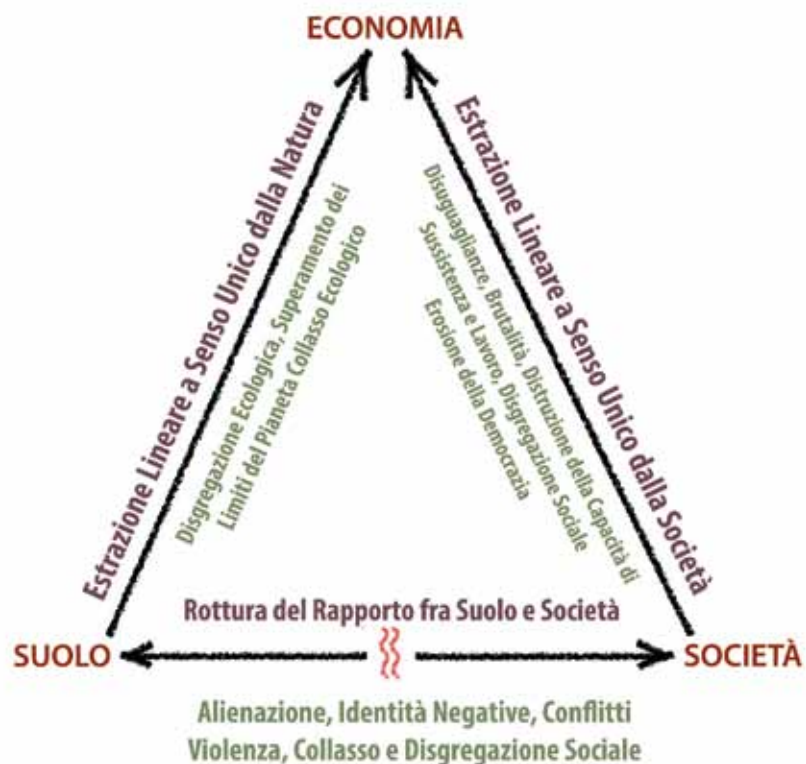 ECONOMIA
Estrazione Lineare a Senso Unico dalla Natura
Disgregazione Ecologica, Superamento dei
Limiti del Pianeta Collasso Ecologico
Estrazione Lineare a Senso Unico dalla Società
Disuguaglianze, Brutalità, Distruzione della Capacità di
Sussistenza e Lavoro, Disgregazione Sociale
Erosione della Democrazia
Rottura del Rapporto fra Suolo e Società
SUOLO
SOCIETÀ
Alienazione, Identità Negative, Conflitti
Violenza, Collasso e Disgregazione Sociale